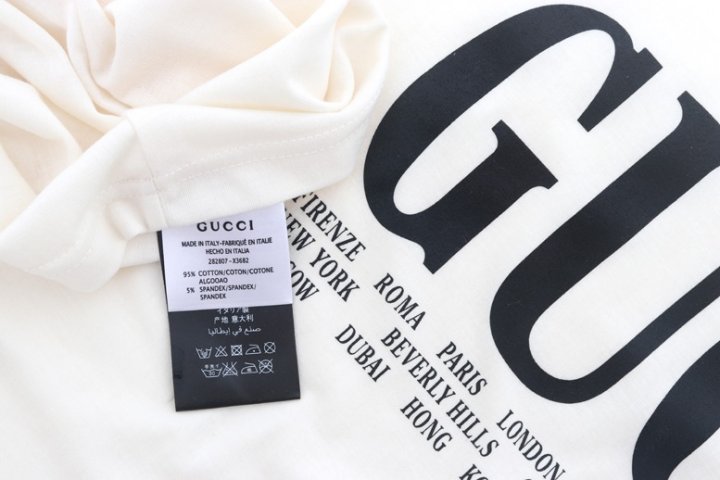 GU
FIRENZE ROMA PARIS LONDON
NEW YORK BEVERLY HILLS
DUBAI HONG
GUCCI
MADE IN ITALY-FABRIQUÉ EN ITALIE
HECHO EN ITALIA
282807 - X3682
95% COTTON/COTON/COTONE
ALGODAO
5% SPANDEX/SPANDEX/
SPANDEX
イタリア製
产地 意大利
صنع في إيطاليا